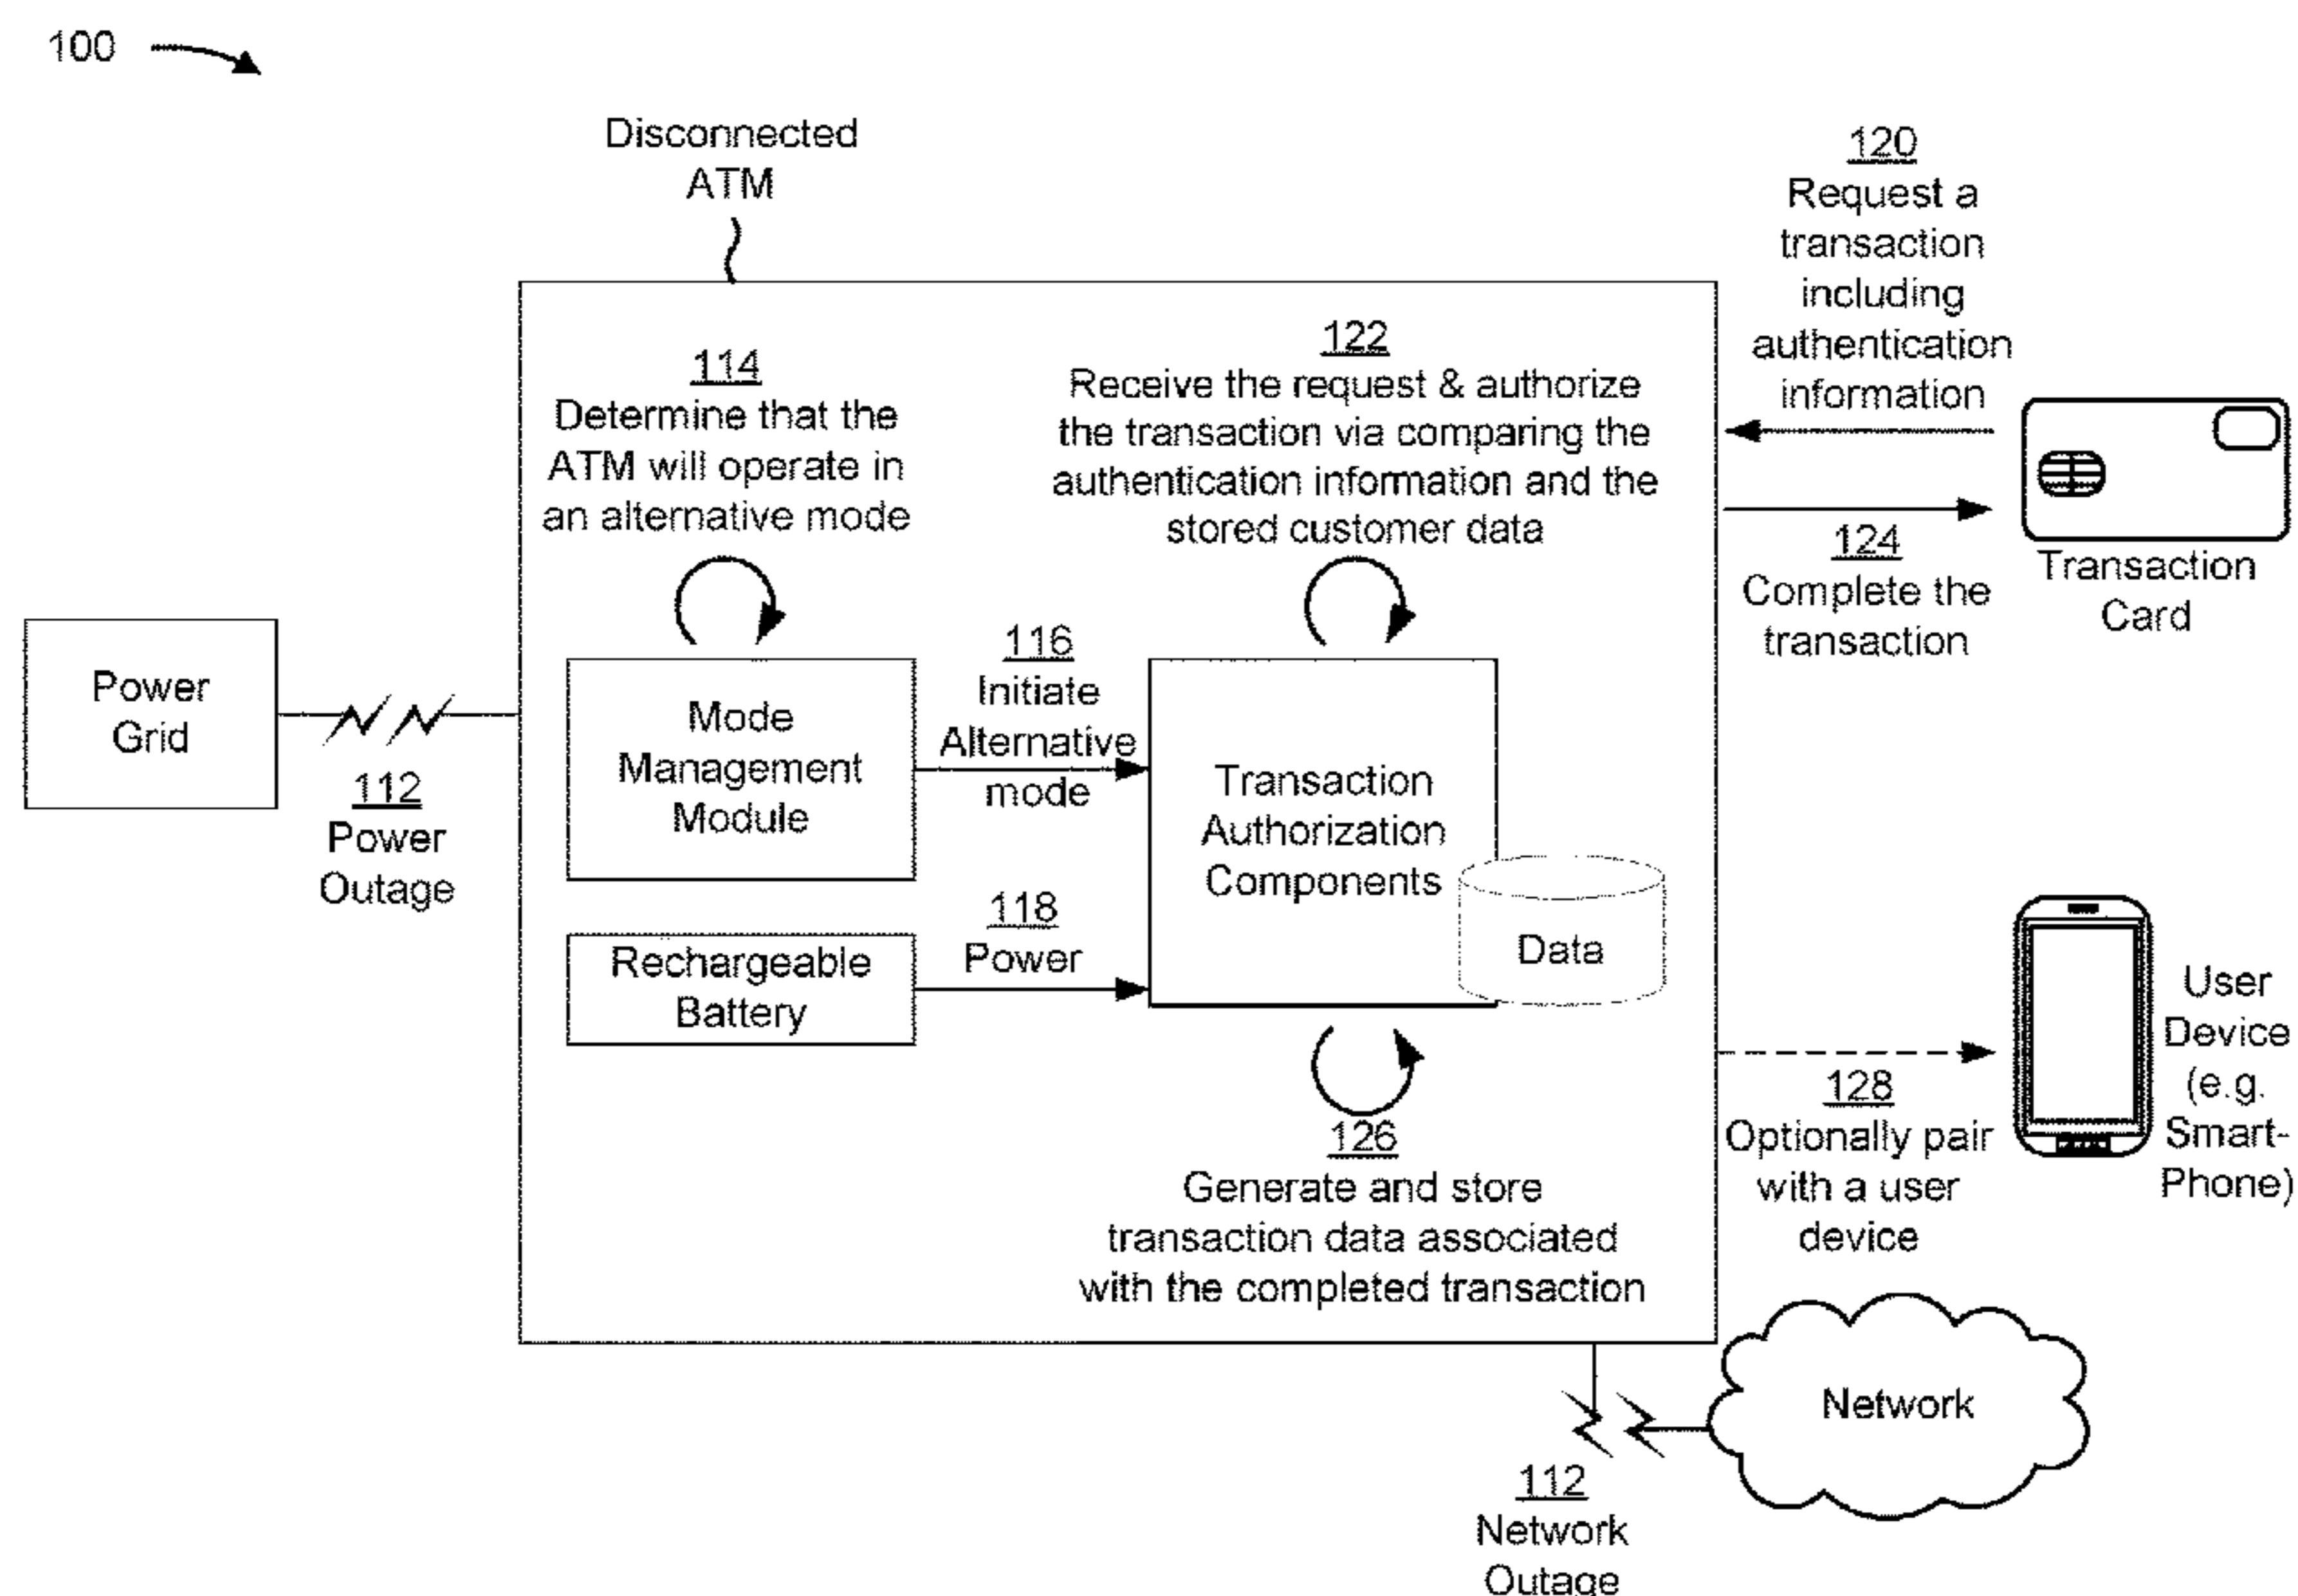 100
Disconnected
ATM
120
Request a
transaction
including
authentication
information
114
Determine that the
ATM will operate in
an alternative mode
122
Receive the request & authorize
the transaction via comparing the
authentication information and the
stored customer data
124
Complete the
transaction
Transaction
Card
Power
Grid
112
Power
Outage
Mode
Management
Module
116
Initiate
Alternative
mode
Transaction
Authorization
Components
Data
Rechargeable
Battery
118
Power
126
Generate and store
transaction data associated
with the completed transaction
128
Optionally pair
with a user
device
User
Device
(e.g.
Smart-
Phone)
Network
112
Network
Outage